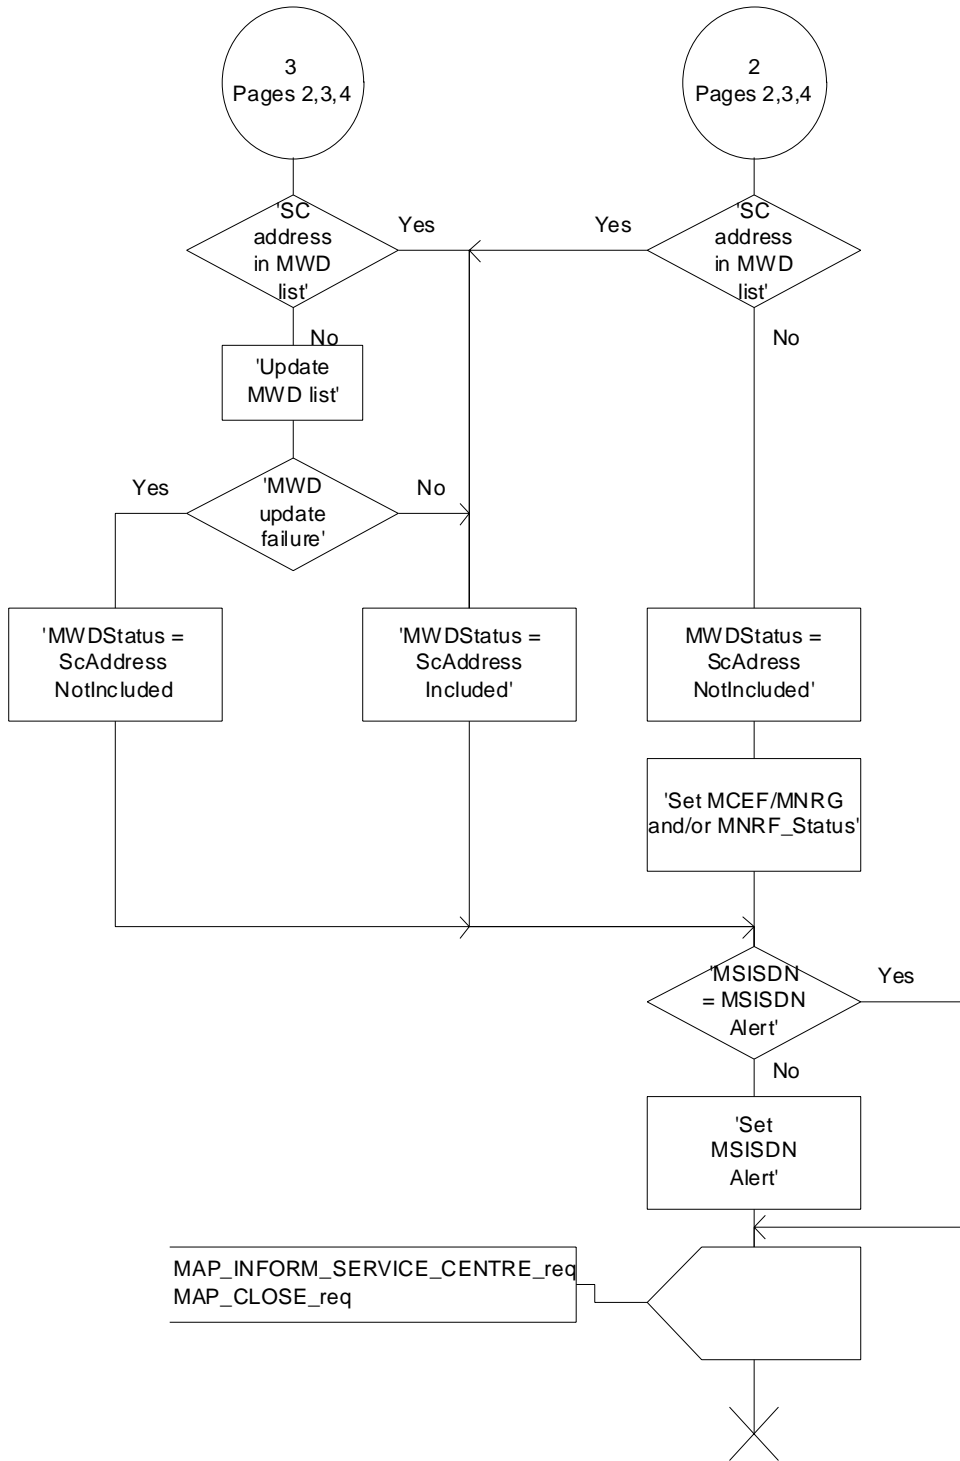 3
Pages 2,3,4
2
Pages 2,3,4
'SC
address
in MWD
list'
Yes
Yes
'SC
address
in MWD
list'
No
No
'Update
MWD list'
Yes
'MWD
update
failure'
No
'MWDStatus =
ScAddress
NotIncluded
'MWDStatus =
ScAddress
Included'
MWDStatus =
ScAdress
NotIncluded'
'Set MCEF/MNRG
and/or MNRF_Status'
'MSISDN
= MSISDN
Alert'
Yes
No
'Set
MSISDN
Alert'
MAP_INFORM_SERVICE_CENTRE_req
MAP_CLOSE_req